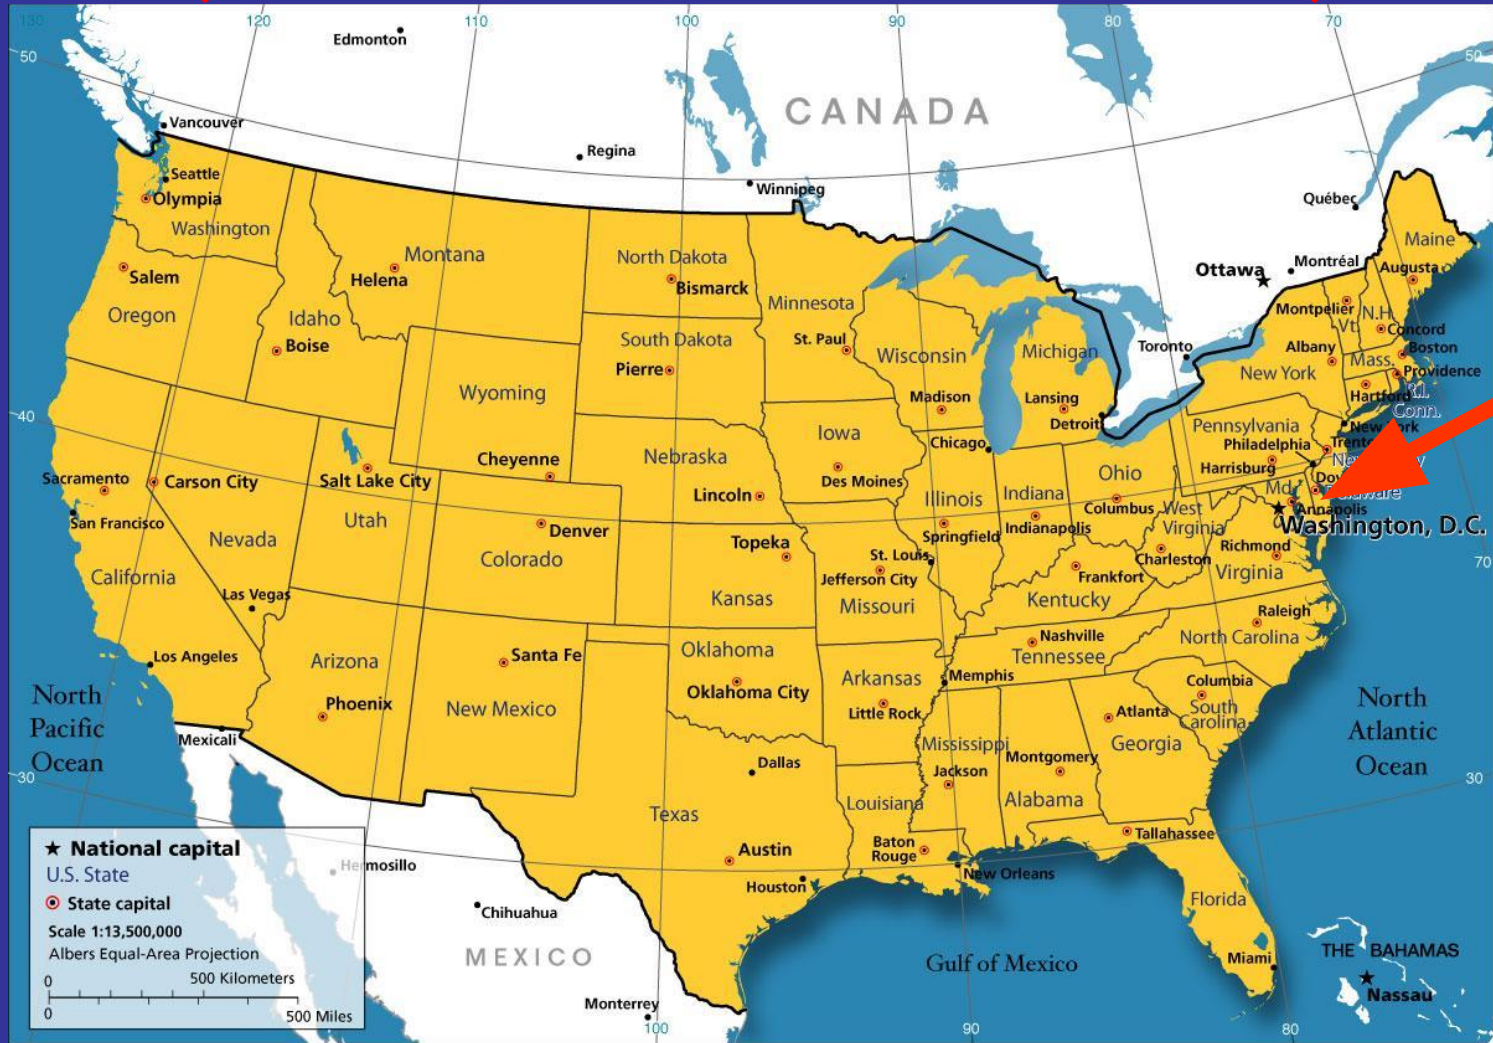 130
120
110
100
90
80
70
50
50
Edmonton
CANADA
Vancouver
Regina
Winnipeg
Québec
Seattle
Olympia
Washington
Montana
Helena
North Dakota
Bismarck
Minnesota
St. Paul
Ottawa
Montréal
Maine
Augusta
Salem
Oregon
Idaho
Boise
South Dakota
Pierre
Wisconsin
Madison
Michigan
Lansing
Detroit
Toronto
Montpelier
Vt.
N.H.
Concord
Albany
Boston
Mass.
Providence
New York
Hartford
R.I.
Conn.
Wyoming
Cheyenne
Nebraska
Lincoln
Iowa
Des Moines
Chicago
Pennsylvania
New York
Philadelphia
Harrisburg
40
Sacramento
Carson City
Salt Lake City
San Francisco
Nevada
Utah
Denver
Colorado
Illinois
Springfield
Indiana
Indianapolis
Ohio
Columbus
West
Virginia
Charleston
Md.
Annapolis
Washington, D.C.
California
Las Vegas
Topeka
Kansas
St. Louis
Jefferson City
Missouri
Frankfort
Kentucky
Richmond
Virginia
70
Los Angeles
Arizona
Phoenix
Santa Fe
New Mexico
Oklahoma
Oklahoma City
Arkansas
Little Rock
Nashville
Tennessee
Memphis
Raleigh
North Carolina
Columbia
South
Carolina
North
Pacific
Ocean
Mexicali
Dallas
Texas
Mississippi
Jackson
Montgomery
Alabama
Atlanta
Georgia
North
Atlantic
Ocean
30
30
Louisiana
Baton
Rouge
New Orleans
Tallahassee
Austin
Houston
Florida
Miami
THE BAHAMAS
Nassau
Gulf of Mexico
Hermosillo
Chihuahua
MEXICO
Monterrey
100
90
80
National capital
U.S. State
State capital
Scale 1:13,500,000
Albers Equal-Area Projection
0 500 Kilometers
0 500 Miles